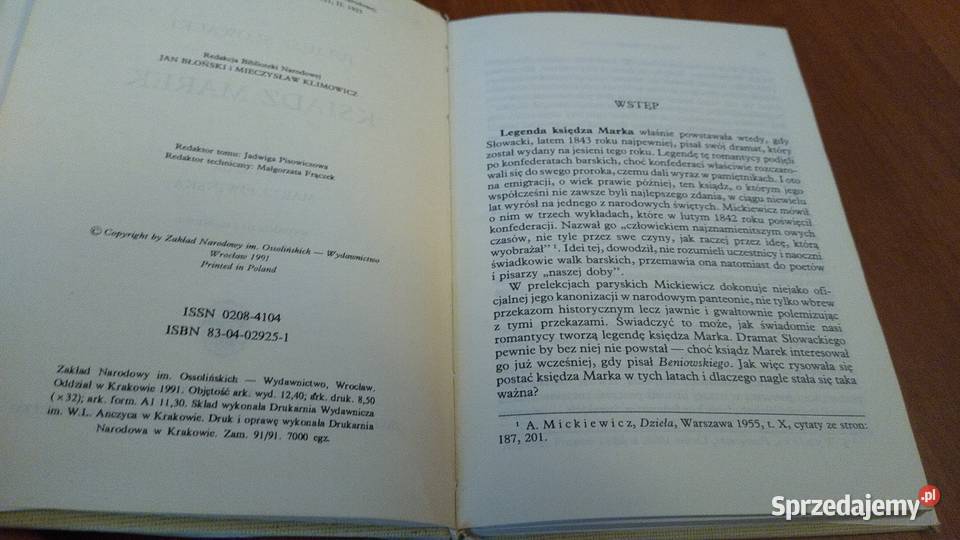 II, 1923
Redakcja Biblioteki Narodowej
JAN BŁOŃSKI i MIECZYSŁAW KLIMOWICZ
Redaktor tomu: Jadwiga Pisowiczowa
Redaktor techniczny: Małgorzata Frączek
© Copyright by Zakład Narodowy im. Ossolińskich — Wydawnictwo
Wrocław 1991
Printed in Poland
ISSN 0208-4104
ISBN 83-04-02925-1
Zakład Narodowy im. Ossolińskich — Wydawnictwo, Wrocław.
Oddział w Krakowie 1991. Objętość ark. wyd. 12,40; ark. druk. 8,50
(×32); ark. form. A1 11,30. Skład wykonała Drukarnia Wydawnicza
im. W.L. Anczyca w Krakowie. Druk i oprawę wykonała Drukarnia
Narodowa w Krakowie. Zam. 91/91. 7000 egz.
WSTĘP
Legenda księdza Marka właśnie powstawała wtedy, gdy
Słowacki, latem 1843 roku najpewniej, pisał swój dramat, który
został wydany na jesieni tego roku. Legendę tę romantycy podjęli
po konfederatach barskich, choć konfederaci właściwie rozczaro-
wali się do swego proroka, czemu dali wyraz w pamiętnikach. I oto
na emigracji, o wiek prawie później, ten ksiądz, o którym jego
współcześni nie zawsze byli najlepszego zdania, w ciągu niewielu
lat wyrósł na jednego z narodowych świętych. Mickiewicz mówił
o nim w trzech wykładach, które w lutym 1842 roku poświęcił
konfederacji. Nazwał go „człowiekiem najznamienitszym owych
czasów, nie tyle przez swe czyny, jak raczej przez ideę, którą
wyobrażał” ¹. Idei tej, dowodził, nie rozumieli uczestnicy i naoczni
świadkowie walk barskich, przemawia ona natomiast do poetów
i pisarzy „naszej doby”.
W prelekcjach paryskich Mickiewicz dokonuje niejako ofi-
cjalnej jego kanonizacji w narodowym panteonie, nie tylko wbrew
przekazom historycznym lecz jawnie i gwałtownie polemizując
z tymi przekazami. Świadczyć to może, jak świadomie nasi
romantycy tworzą legendę księdza Marka. Dramat Słowackiego
pewnie by bez niej nie powstał — choć ksiądz Marek interesował
go już wcześniej, gdy pisał Beniowskiego. Jak więc rysowała się
postać księdza Marka w tych latach i dlaczego nagle stała się taka
ważna?
¹ A. Mickiewicz, Dzieła, Warszawa 1955, t. X, cytaty ze stron:
187, 201.
Sprzedajemy.pl